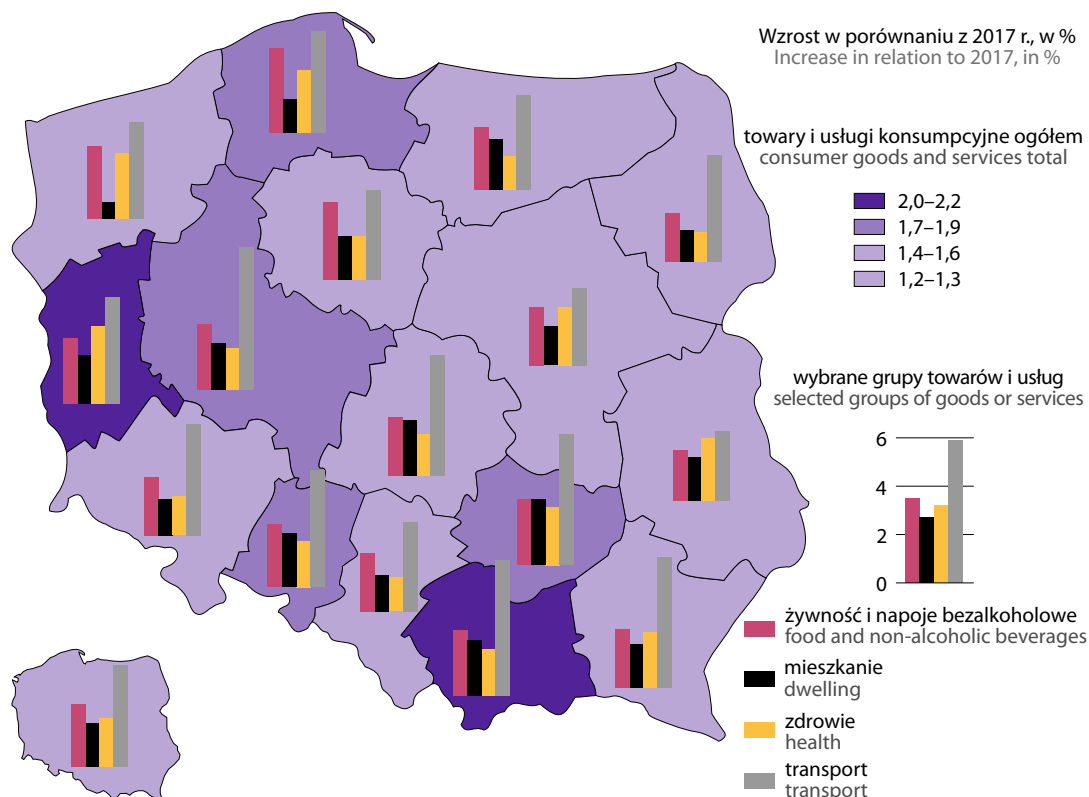 Wzrost w porównaniu z 2017 r., w %
Increase in relation to 2017, in %
towary i usługi konsumpcyjne ogółem
consumer goods and services total
2,0–2,2
1,7–1,9
1,4–1,6
1,2–1,3
wybrane grupy towarów i usług
selected groups of goods or services
6
4
2
0
żywność i napoje bezalkoholowe
food and non-alcoholic beverages
mieszkanie
dwelling
zdrowie
health
transport
transport